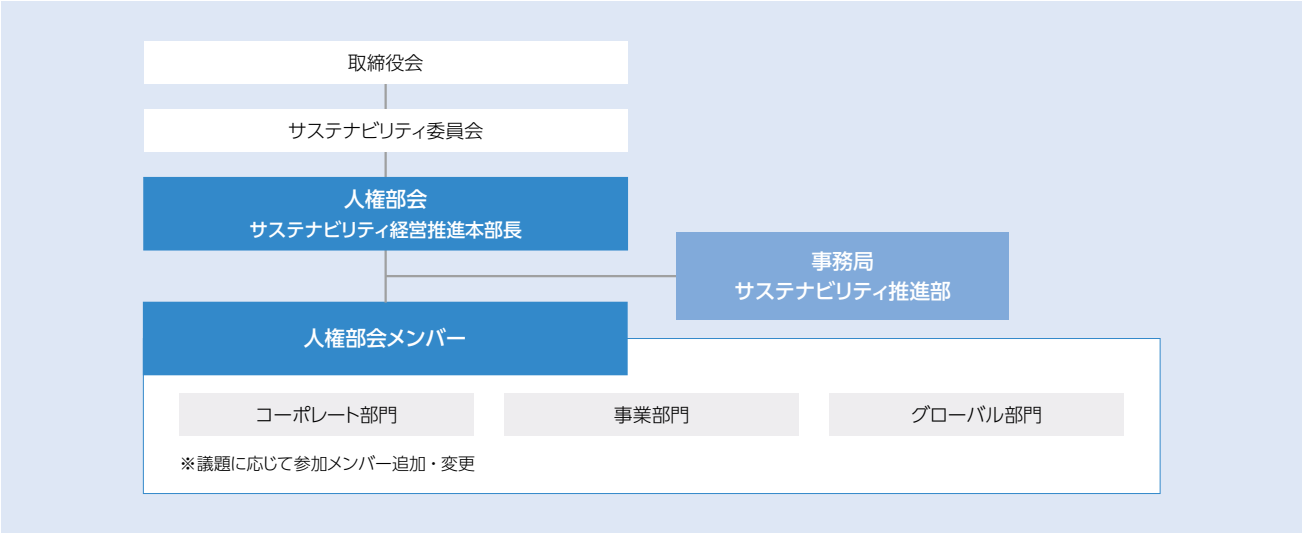 取締役会
サステナビリティ委員会
人権部会
サステナビリティ経営推進本部長
事務局
サステナビリティ推進部
人権部会メンバー
コーポレート部門
事業部門
グローバル部門
※議題に応じて参加メンバー追加・変更